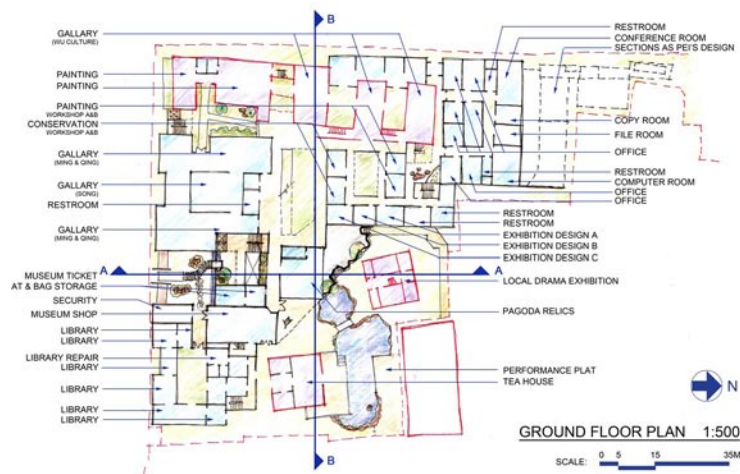 B
GALLARY
(WU CULTURE)
GALLARY
PAINTING
PAINTING
PAINTING
WORKSHOP A&B
CONSERVATION
WORKSHOP A&B
GALLARY
(MING & QING)
GALLARY
(SONG)
RESTROOM
GALLARY
(MING & QING)
A
MUSEUM TICKET
AT & BAG STORAGE
SECURITY
MUSEUM SHOP
LIBRARY
LIBRARY
LIBRARY REPAIR
LIBRARY
LIBRARY
LIBRARY
LIBRARY
RESTROOM
CONFERENCE ROOM
SECTIONS AS PEI'S DESIGN
COPY ROOM
FILE ROOM
OFFICE
RESTROOM
COMPUTER ROOM
OFFICE
OFFICE
RESTROOM
RESTROOM
EXHIBITION DESIGN A
EXHIBITION DESIGN B
EXHIBITION DESIGN C
A
LOCAL DRAMA EXHIBITION
PAGODA RELICS
PERFORMANCE PLAT
TEA HOUSE
N
B
GROUND FLOOR PLAN 1:500
SCALE: 0 5 15 35M